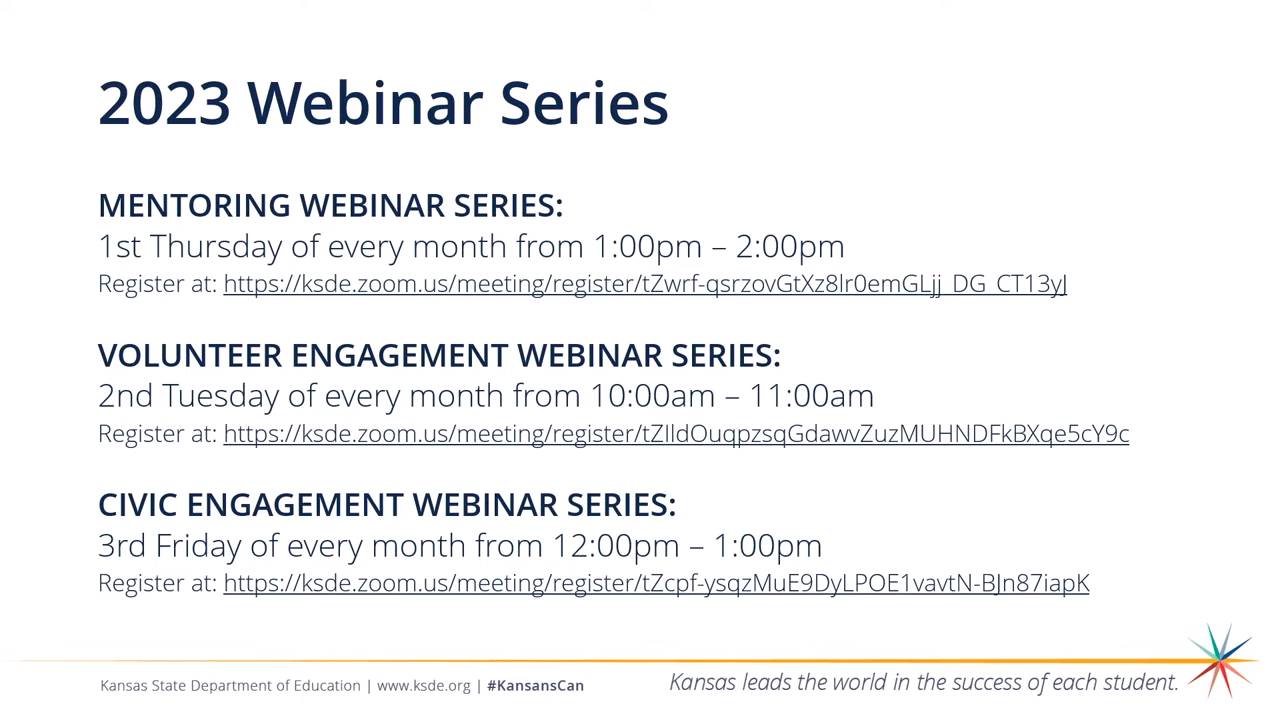 2023 Webinar Series
MENTORING WEBINAR SERIES:
1st Thursday of every month from 1:00pm – 2:00pm
Register at: https://ksde.zoom.us/meeting/register/tZwrf-qsrzovGtXz8lr0emGLjj_DG_CT13yJ
VOLUNTEER ENGAGEMENT WEBINAR SERIES:
2nd Tuesday of every month from 10:00am – 11:00am
Register at: https://ksde.zoom.us/meeting/register/tZIldOuqpzsqGdawvZuzMUHNDFkBXqe5cY9c
CIVIC ENGAGEMENT WEBINAR SERIES:
3rd Friday of every month from 12:00pm – 1:00pm
Register at: https://ksde.zoom.us/meeting/register/tZcpf-ysqzMuE9DyLPOE1vavtN-BJn87iapK
Kansas State Department of Education | www.ksde.org | #KansansCan
Kansas leads the world in the success of each student.